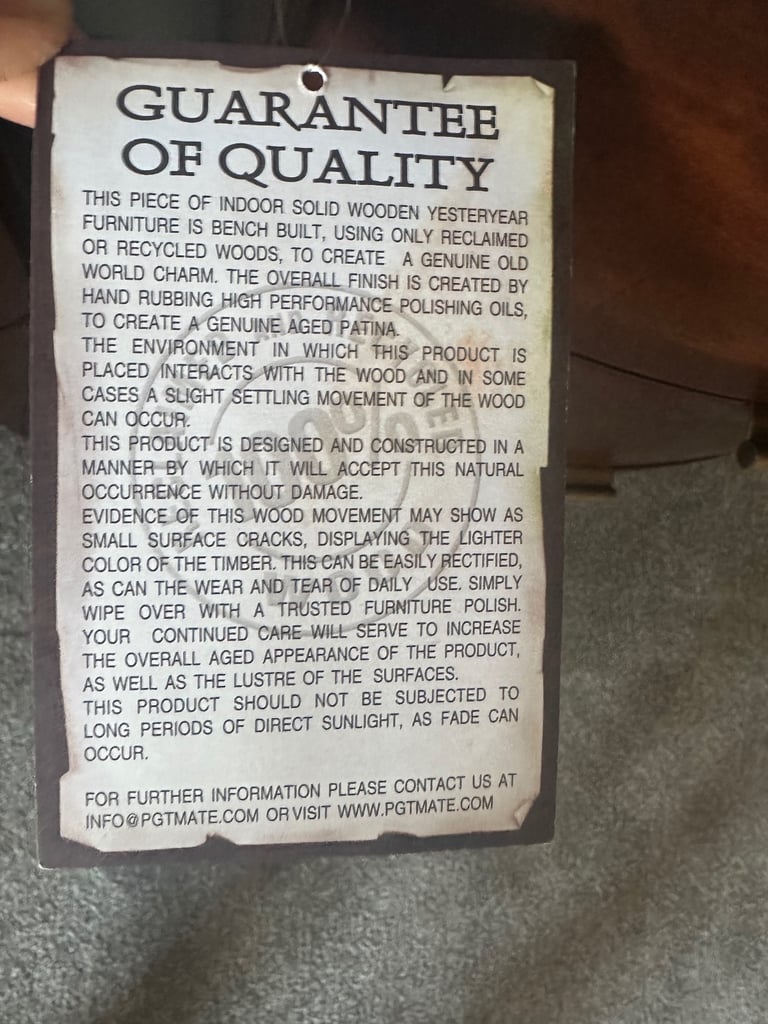 GUARANTEE
OF QUALITY
THIS PIECE OF INDOOR SOLID WOODEN YESTERYEAR
FURNITURE IS BENCH BUILT, USING ONLY RECLAIMED
OR RECYCLED WOODS, TO CREATE A GENUINE OLD
WORLD CHARM. THE OVERALL FINISH IS CREATED BY
HAND RUBBING HIGH PERFORMANCE POLISHING OILS,
TO CREATE A GENUINE AGED PATINA.
THE ENVIRONMENT IN WHICH THIS PRODUCT IS
PLACED INTERACTS WITH THE WOOD AND IN SOME
CASES A SLIGHT SETTLING MOVEMENT OF THE WOOD
CAN OCCUR.
THIS PRODUCT IS DESIGNED AND CONSTRUCTED IN A
MANNER BY WHICH IT WILL ACCEPT THIS NATURAL
OCCURRENCE WITHOUT DAMAGE.
EVIDENCE OF THIS WOOD MOVEMENT MAY SHOW AS
SMALL SURFACE CRACKS, DISPLAYING THE LIGHTER
COLOR OF THE TIMBER. THIS CAN BE EASILY RECTIFIED,
AS CAN THE WEAR AND TEAR OF DAILY USE. SIMPLY
WIPE OVER WITH A TRUSTED FURNITURE POLISH.
YOUR CONTINUED CARE WILL SERVE TO INCREASE
THE OVERALL AGED APPEARANCE OF THE PRODUCT,
AS WELL AS THE LUSTRE OF THE SURFACES.
THIS PRODUCT SHOULD NOT BE SUBJECTED TO
LONG PERIODS OF DIRECT SUNLIGHT, AS FADE CAN
OCCUR.
FOR FURTHER INFORMATION PLEASE CONTACT US AT
INFO@PGTMATE.COM OR VISIT WWW.PGTMATE.COM